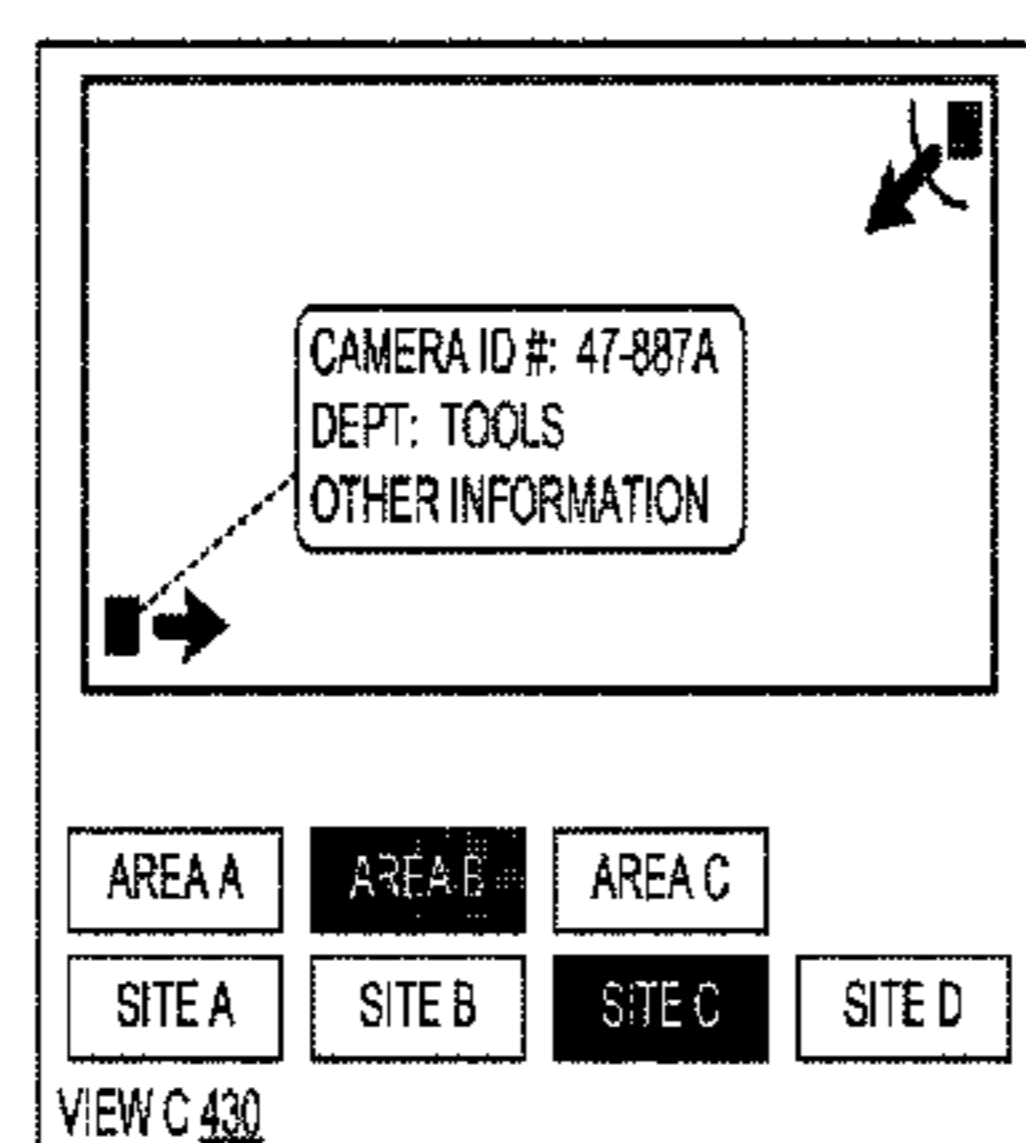 CAMERA ID #: 47-887A
DEPT: TOOLS
OTHER INFORMATION
AREA A AREA B AREA C
SITE A SITE B SITE C SITE D
VIEW C 430